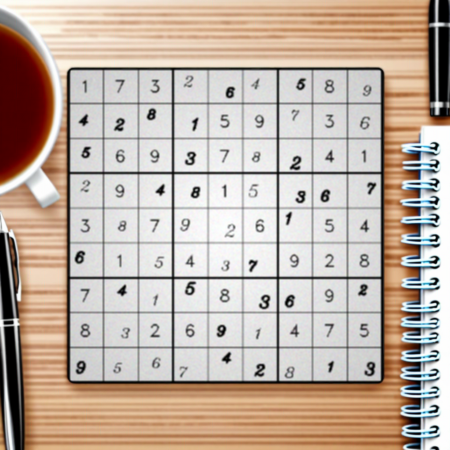 1 7 3 2 6 4 5 8 9
4 2 8 1 5 9 7 3 6
5 6 9 3 7 8 2 4 1
2 9 4 8 1 5 3 6 7
3 8 7 9 2 6 1 5 4
6 1 5 4 3 7 9 2 8
7 4 1 5 8 3 6 9 2
8 3 2 6 9 1 4 7 5
9 5 6 7 4 2 8 1 3